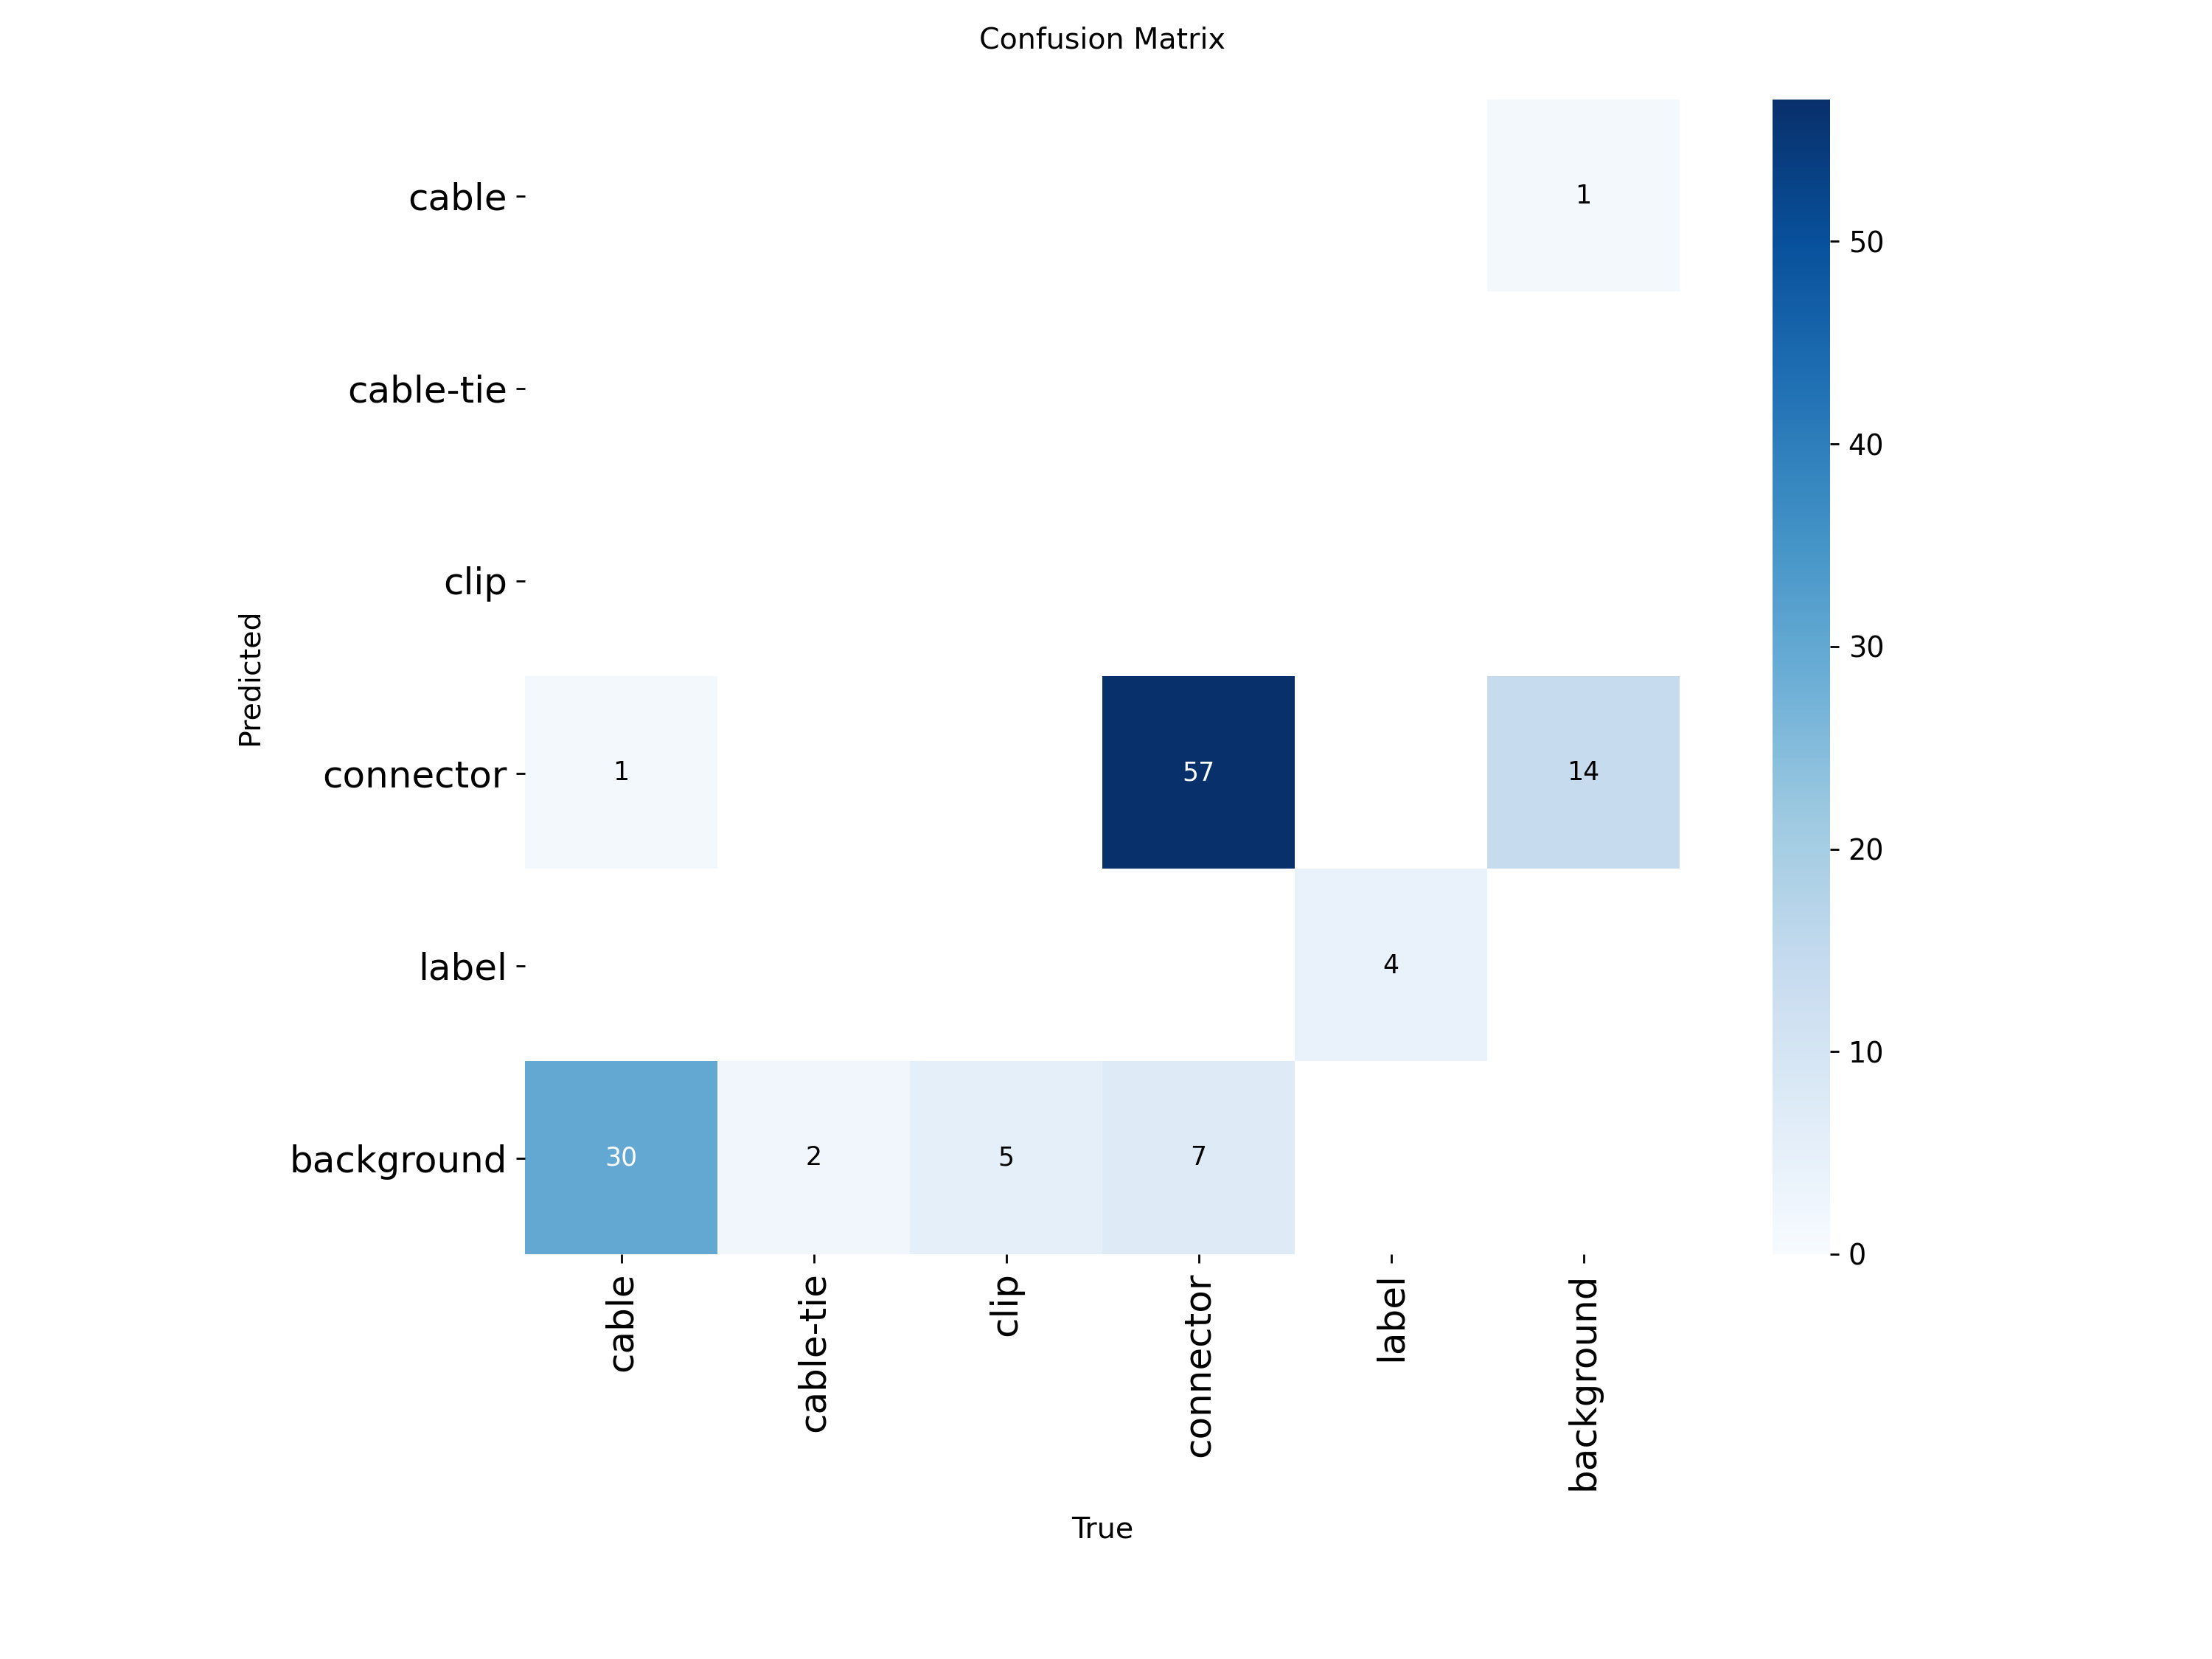 Confusion Matrix
cable
1
50
cable-tie
40
clip
30
Predicted
connector
1
57
14
20
label
4
10
background
30
2
5
7
0
cable
cable-tie
clip
connector
label
background
True